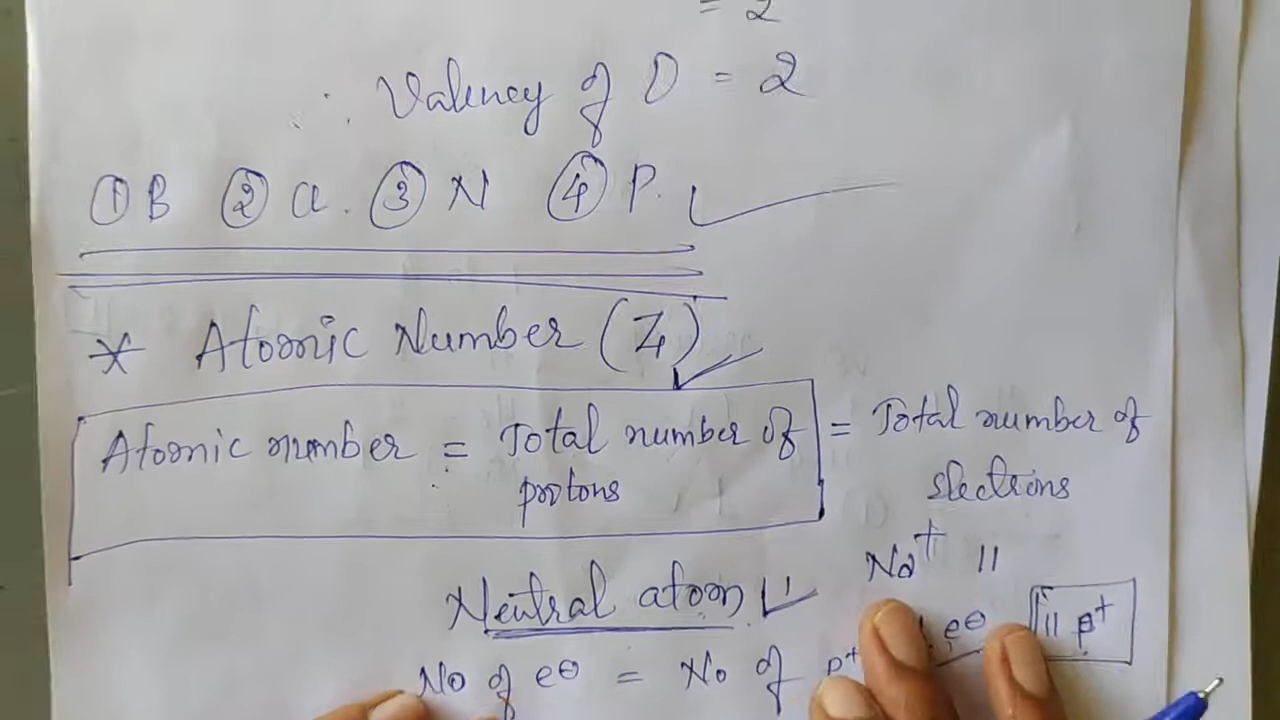 = 2
∴ Valency of O = 2
① B ② Cl. ③ N ④ P.
* Atomic Number (Z)
Atomic number = Total number of = Total number of
protons electrons
Na⁺ 11
Neutral atom
e⊖ 11 p⁺
No of e⊖ = No of p⁺